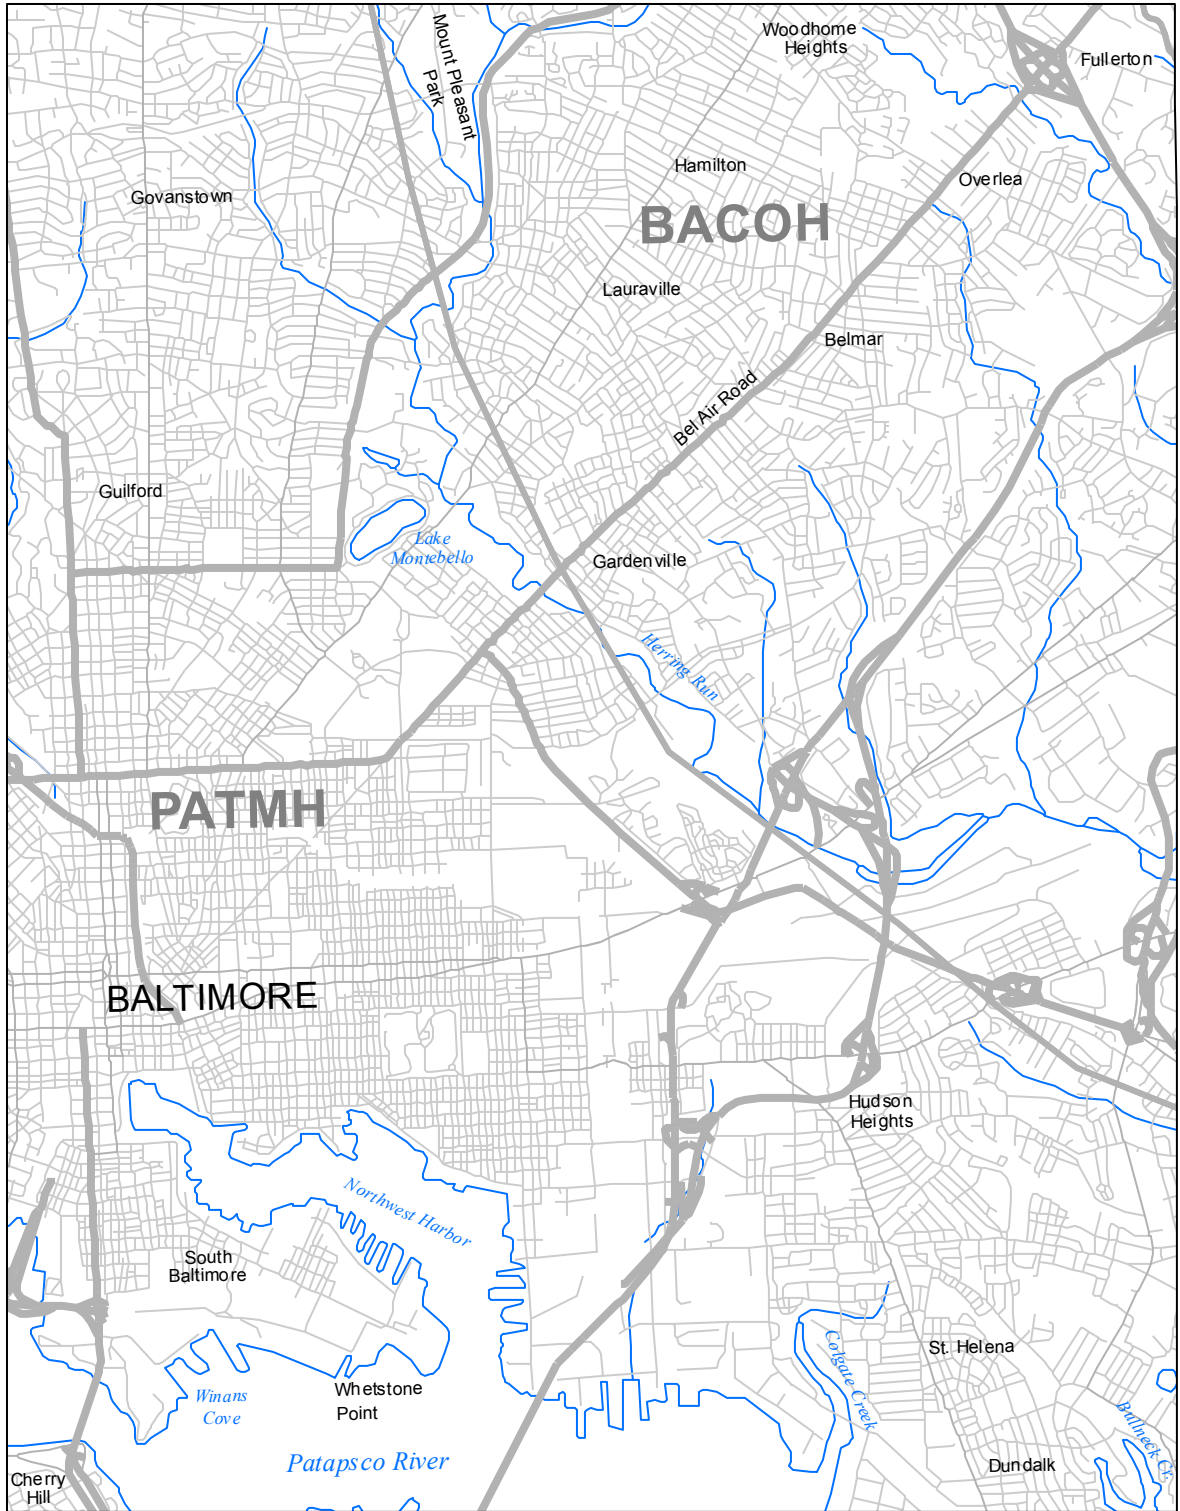 Woodhome
Heights
Fullerton
Mount Pleasant
Park
Hamilton
Overlea
Govanstown
BACOH
Lauraville
Belmar
Bel Air Road
Guilford
Lake
Montebello
Gardenville
Herring Run
PATMH
BALTIMORE
Hudson
Heights
Northwest Harbor
South
Baltimore
St. Helena
Colgate Creek
Whetstone
Point
Winans
Cove
Bullneck Cr.
Patapsco River
Dundalk
Cherry
Hill